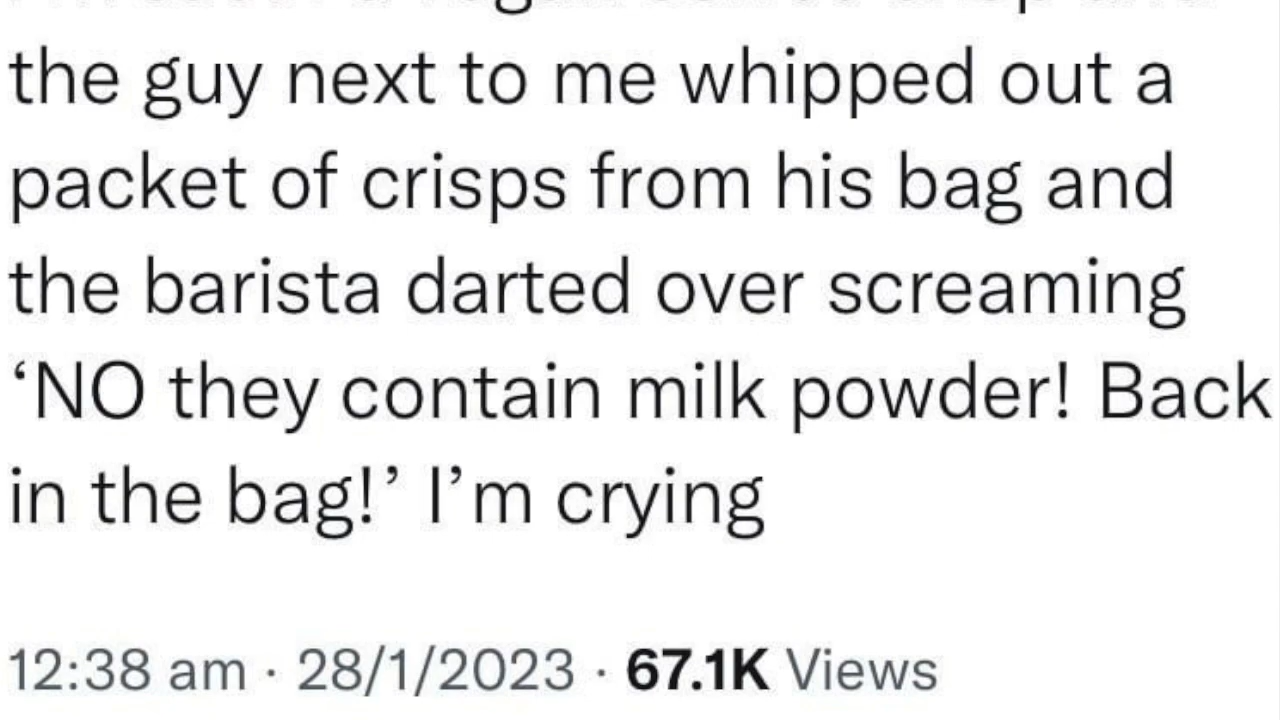 the guy next to me whipped out a
packet of crisps from his bag and
the barista darted over screaming
‘NO they contain milk powder! Back
in the bag!’ I’m crying
12:38 am · 28/1/2023 · 67.1K Views